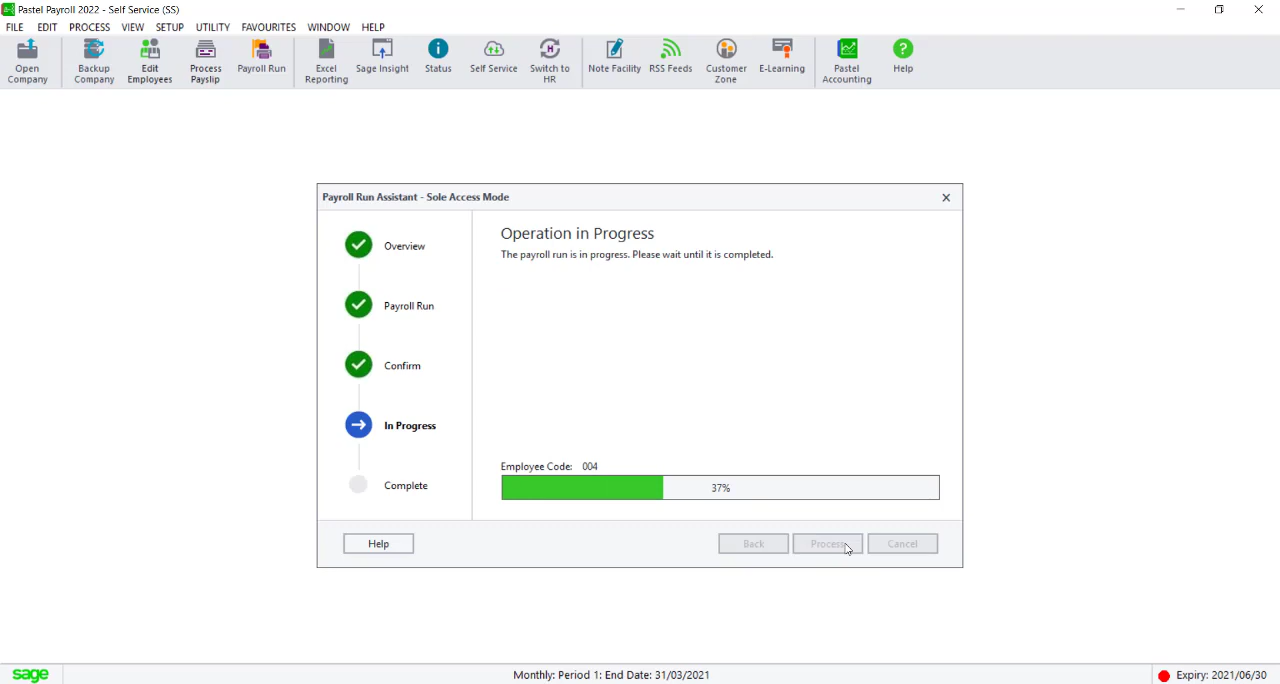 Pastel Payroll 2022 - Self Service (SS)
FILE EDIT PROCESS VIEW SETUP UTILITY FAVOURITES WINDOW HELP
Open Company
Backup Company
Edit Employees
Process Payslip
Payroll Run
Excel Reporting
Sage Insight
Status
Self Service
Switch to HR
Note Facility
RSS Feeds
Customer Zone
E-Learning
Pastel Accounting
Help
Payroll Run Assistant - Sole Access Mode
Overview
Payroll Run
Confirm
In Progress
Complete
Operation in Progress
The payroll run is in progress. Please wait until it is completed.
Employee Code: 004
37%
Help
Back
Process
Cancel
sage
Monthly: Period 1: End Date: 31/03/2021
Expiry: 2021/06/30